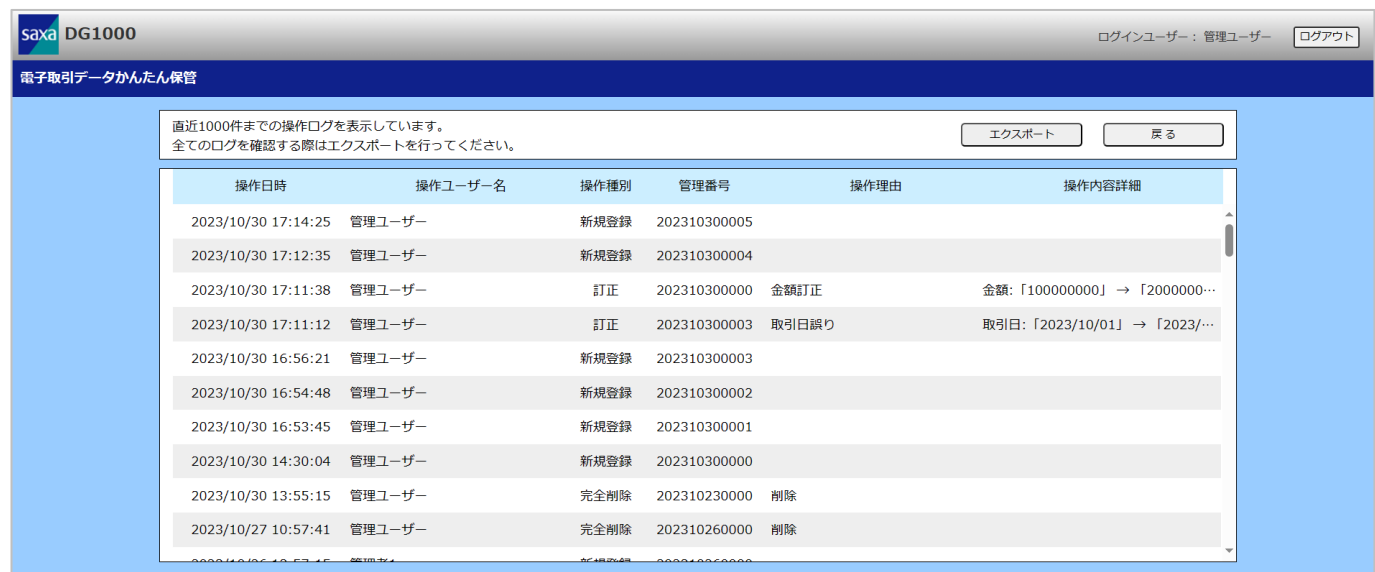 saxa DG1000
ログインユーザー： 管理ユーザー ログアウト
電子取引データかんたん保管
直近1000件までの操作ログを表示しています。
全てのログを確認する際はエクスポートを行ってください。
エクスポート 戻る
操作日時 操作ユーザー名 操作種別 管理番号 操作理由 操作内容詳細
2023/10/30 17:14:25 管理ユーザー 新規登録 202310300005
2023/10/30 17:12:35 管理ユーザー 新規登録 202310300004
2023/10/30 17:11:38 管理ユーザー 訂正 202310300000 金額訂正 金額:「100000000」 → 「2000000…
2023/10/30 17:11:12 管理ユーザー 訂正 202310300003 取引日誤り 取引日:「2023/10/01」 → 「2023/…
2023/10/30 16:56:21 管理ユーザー 新規登録 202310300003
2023/10/30 16:54:48 管理ユーザー 新規登録 202310300002
2023/10/30 16:53:45 管理ユーザー 新規登録 202310300001
2023/10/30 14:30:04 管理ユーザー 新規登録 202310300000
2023/10/30 13:55:15 管理ユーザー 完全削除 202310230000 削除
2023/10/27 10:57:41 管理ユーザー 完全削除 202310260000 削除